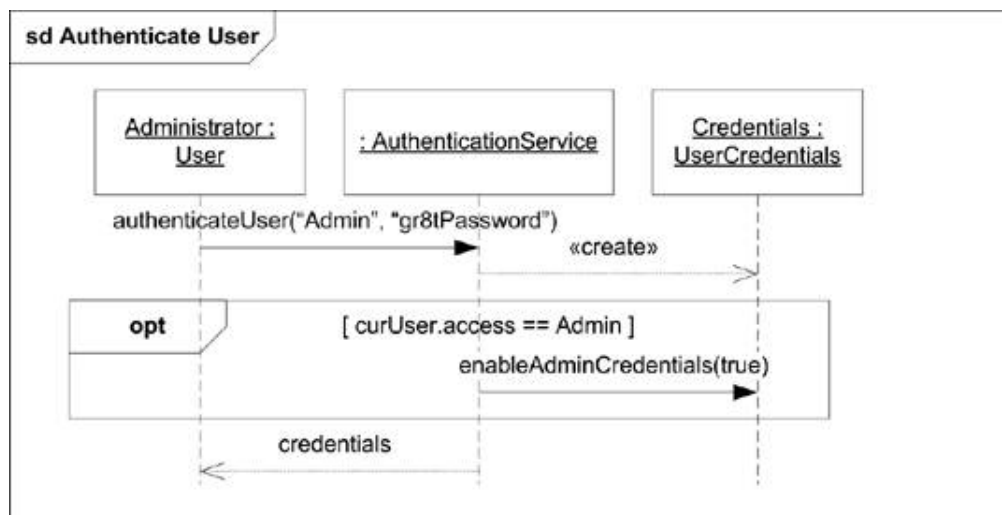 sd Authenticate User
Administrator :
User
: AuthenticationService
Credentials :
UserCredentials
authenticateUser(“Admin”, “gr8tPassword”)
«create»
opt
[ curUser.access == Admin ]
enableAdminCredentials(true)
credentials